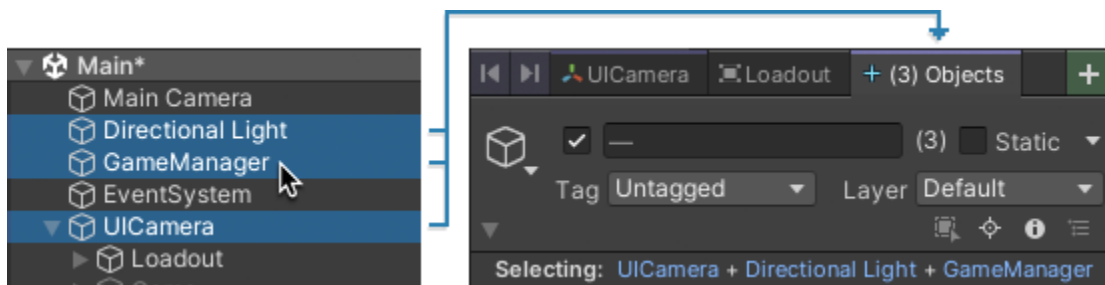 Main*
Main Camera
Directional Light
GameManager
EventSystem
UICamera
Loadout
UICamera Loadout + (3) Objects +
— (3) Static
Tag Untagged Layer Default
Selecting: UICamera + Directional Light + GameManager